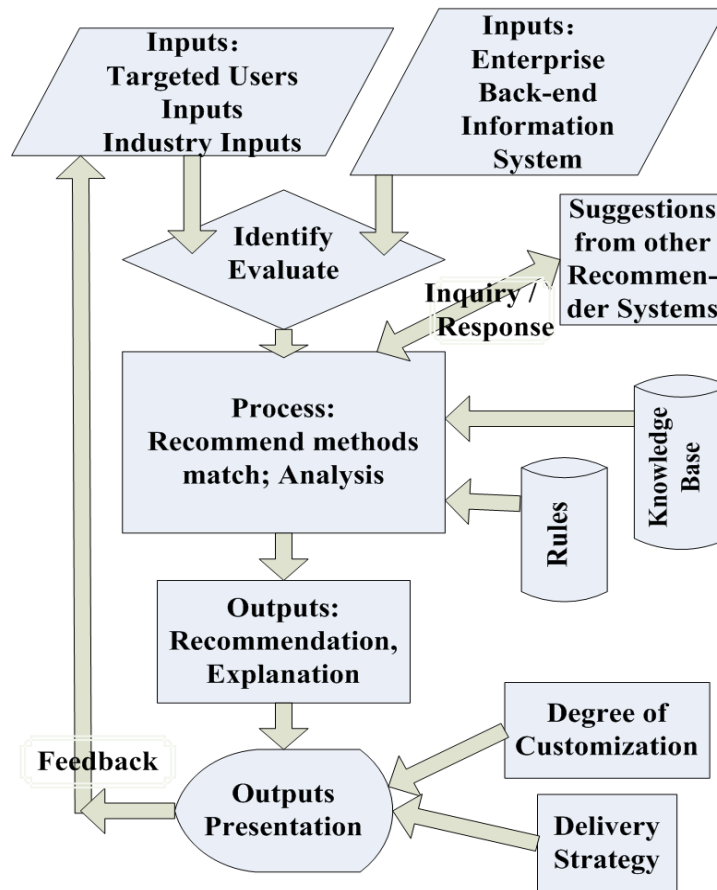 Inputs:
Targeted Users
Inputs
Industry Inputs
Inputs:
Enterprise
Back-end
Information
System
Identify
Evaluate
Suggestions
from other
Recommen-
der Systems
Inquiry /
Response
Process:
Recommend methods
match; Analysis
Knowledge
Base
Rules
Outputs:
Recommendation,
Explanation
Degree of
Customization
Feedback
Outputs
Presentation
Delivery
Strategy